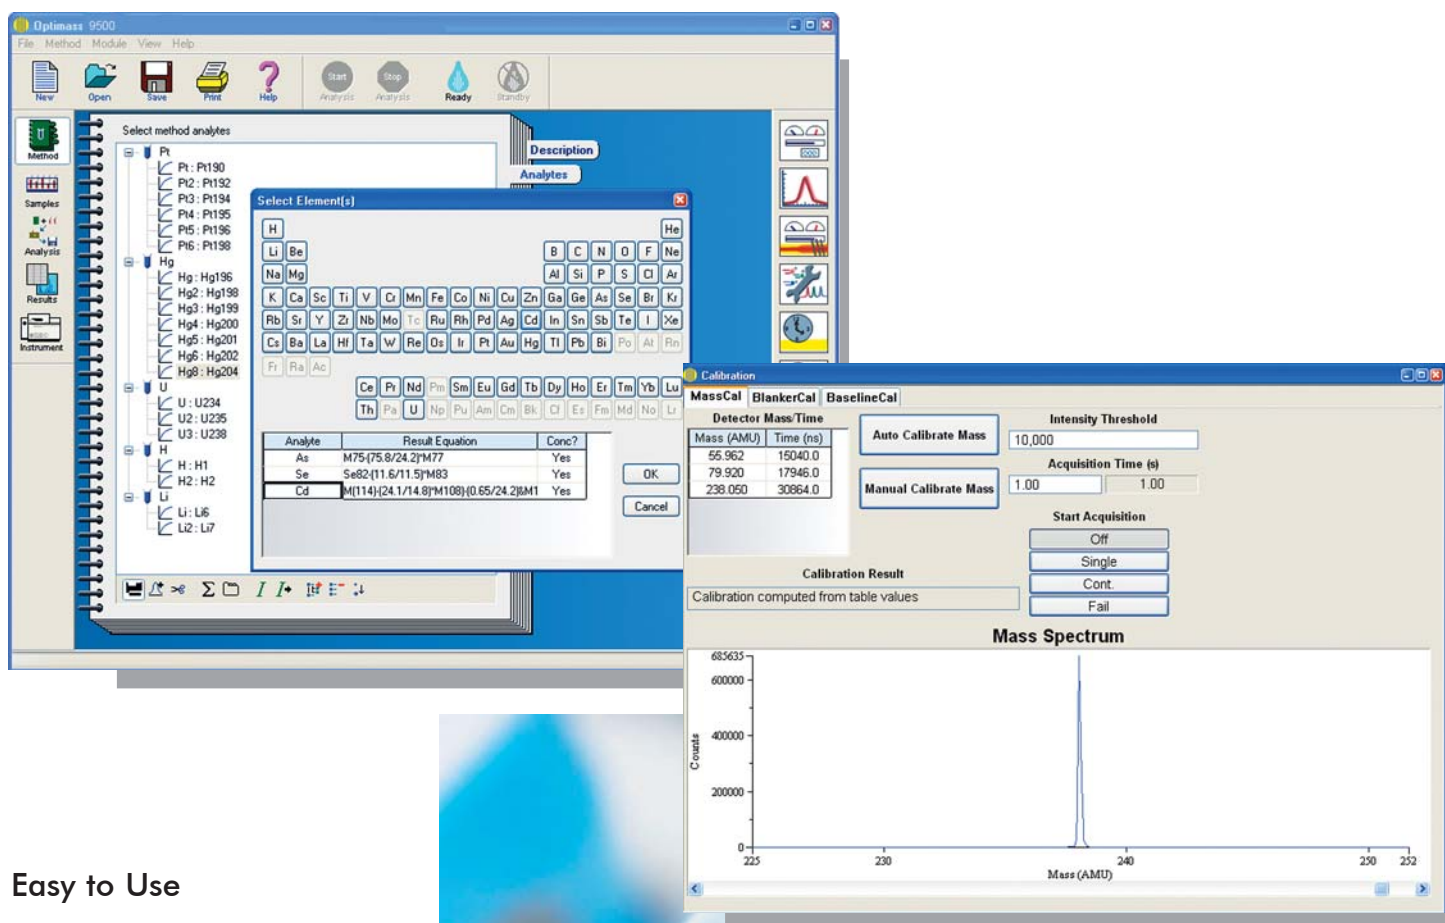 Optimass 9500
File Method Module View Help
New Open Save Print Help Start Analysis Stop Analysis Ready Standby
Method
Samples
Analysis
Results
Instrument
Select method analytes
Description
Analytes
Pt
Pt : Pt190
Pt2 : Pt192
Pt3 : Pt194
Pt4 : Pt195
Pt5 : Pt196
Pt6 : Pt198
Hg
Hg : Hg196
Hg2 : Hg198
Hg3 : Hg199
Hg4 : Hg200
Hg5 : Hg201
Hg6 : Hg202
Hg8 : Hg204
U
U : U234
U2 : U235
U3 : U238
H
H : H1
H2 : H2
Li
Li : Li6
Li2 : Li7
Select Element(s)
H He
Li Be B C N O F Ne
Na Mg Al Si P S Cl Ar
K Ca Sc Ti V Cr Mn Fe Co Ni Cu Zn Ga Ge As Se Br Kr
Rb Sr Y Zr Nb Mo Tc Ru Rh Pd Ag Cd In Sn Sb Te I Xe
Cs Ba La Hf Ta W Re Os Ir Pt Au Hg Tl Pb Bi Po At Rn
Fr Ra Ac
Ce Pr Nd Pm Sm Eu Gd Tb Dy Ho Er Tm Yb Lu
Th Pa U Np Pu Am Cm Bk Cf Es Fm Md No Lr
Analyte Result Equation Conc?
As M75-(75.8/24.2)*M77 Yes
Se Se82-(11.6/11.5)*M83 Yes
Cd M(114)-(24.1/14.8)*M108)-(0.65/24.2)&M1 Yes
OK
Cancel
Calibration
MassCal BlankerCal BaselineCal
Detector Mass/Time
Mass (AMU) Time (ns)
55.962 15040.0
79.920 17946.0
238.050 30864.0
Auto Calibrate Mass
Manual Calibrate Mass
Intensity Threshold
10,000
Acquisition Time (s)
1.00 1.00
Start Acquisition
Off
Single
Cont.
Fail
Calibration Result
Calibration computed from table values
Mass Spectrum
685635
600000
400000
200000
0
Counts
225 230 240 250 252
Mass (AMU)
Easy to Use